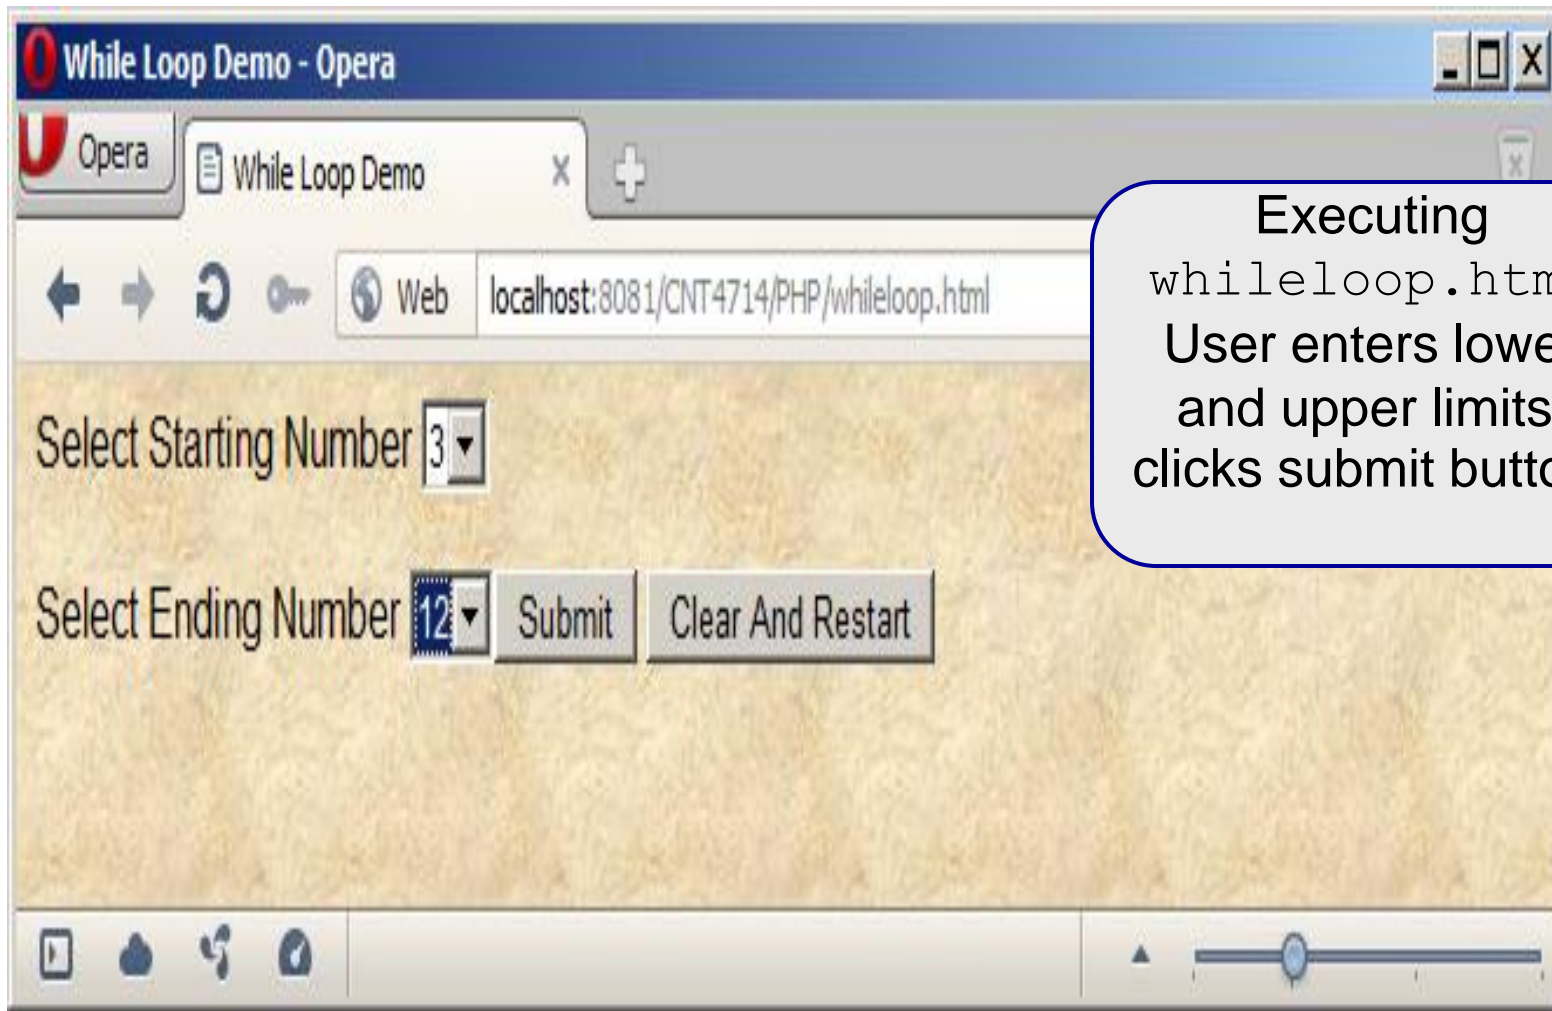 While Loop Demo - Opera
Opera
While Loop Demo
Web
localhost:8081/CNT4714/PHP/whileloop.html
Executing
whileloop.htm
User enters lowe
and upper limits
clicks submit butto
Select Starting Number 3
Select Ending Number 12 Submit Clear And Restart